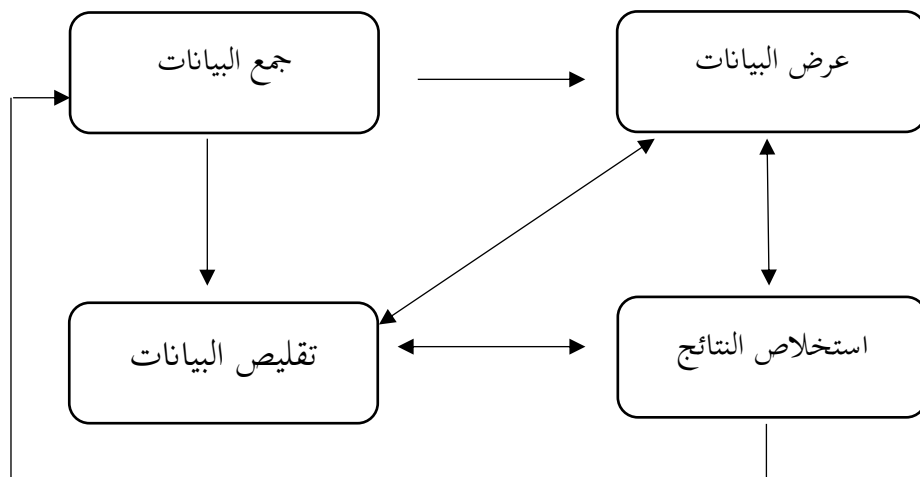 جمع البيانات
عرض البيانات
تقليص البيانات
استخلاص النتائج